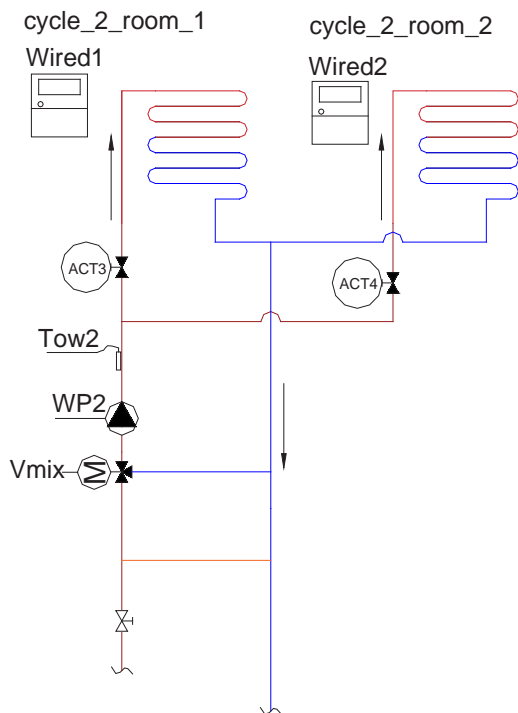 cycle_2_room_1
cycle_2_room_2
Wired1
Wired2
ACT3
ACT4
Tow2
WP2
Vmix
M